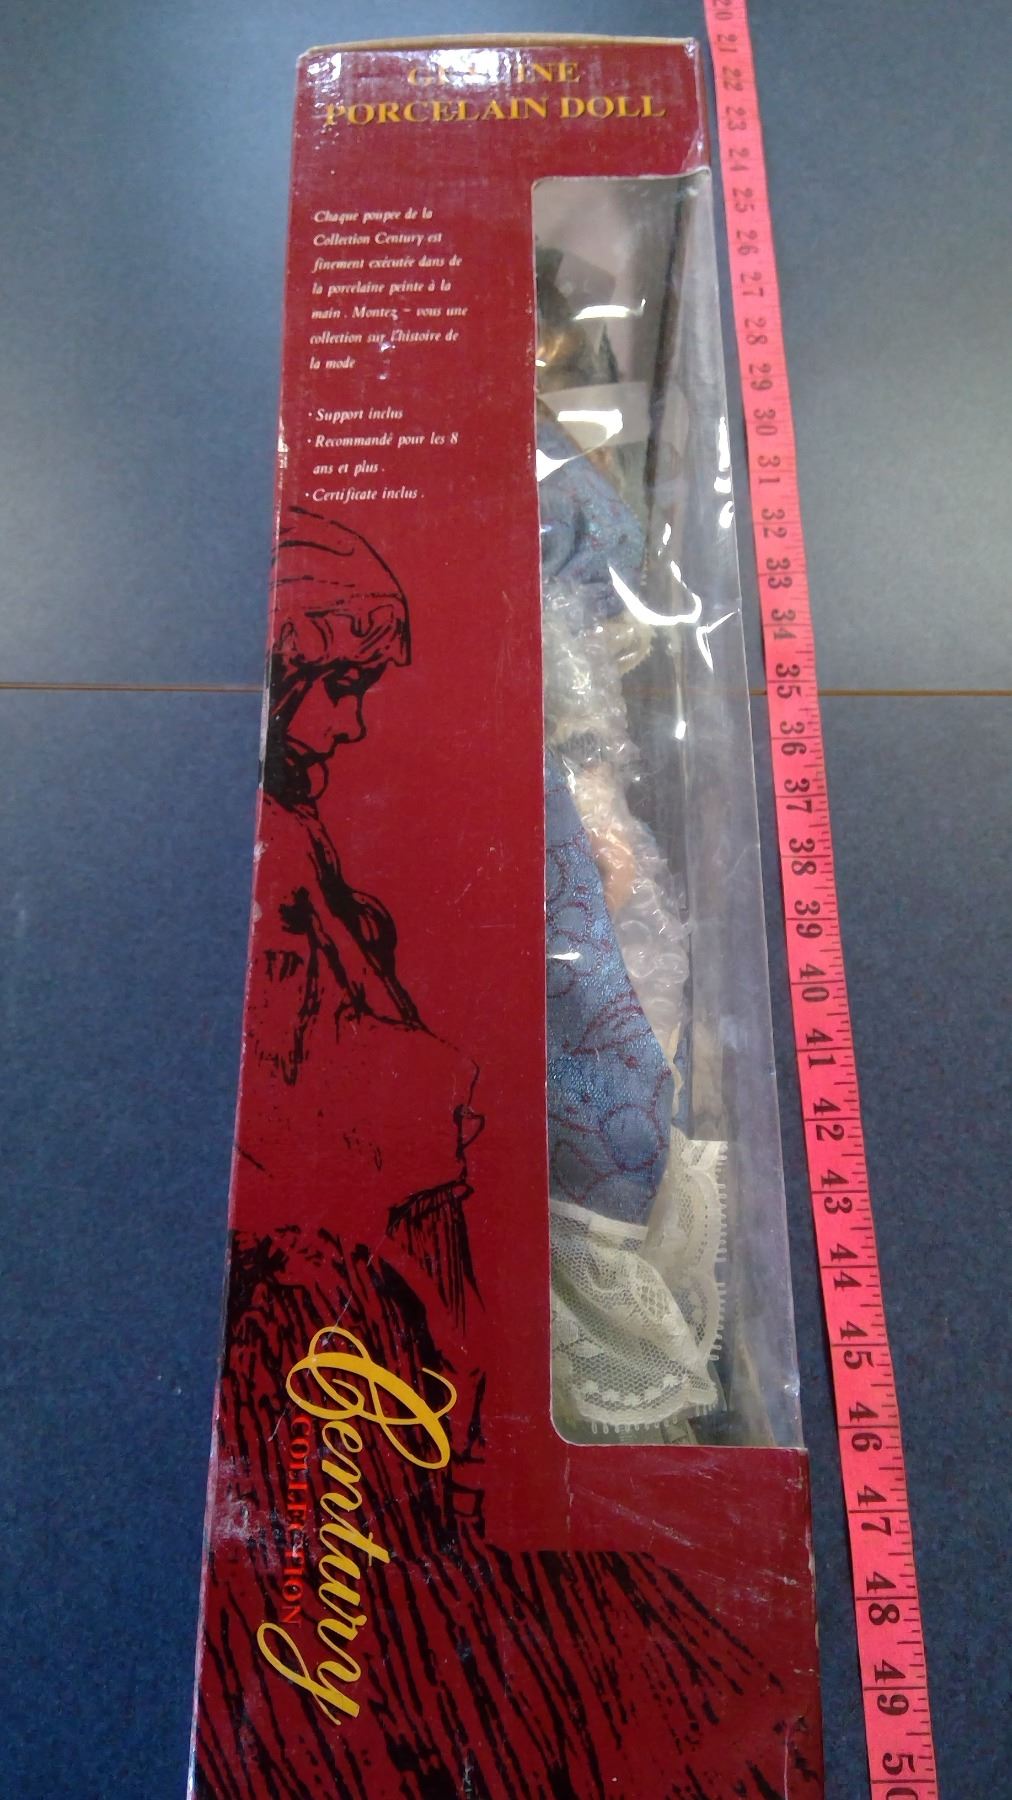 GENUINE
PORCELAIN DOLL
Chaque poupee de la
Collection Century est
finement exécutée dans de
la porcelaine peinte à la
main . Montez - vous une
collection sur l'histoire de
la mode
· Support inclus
· Recommandé pour les 8
ans et plus .
· Certificate inclus .
Century
COLLECTION
20
21
22
23
24
25
26
27
28
29
30
31
32
33
34
35
36
37
38
39
40
41
42
43
44
45
46
47
48
49
50